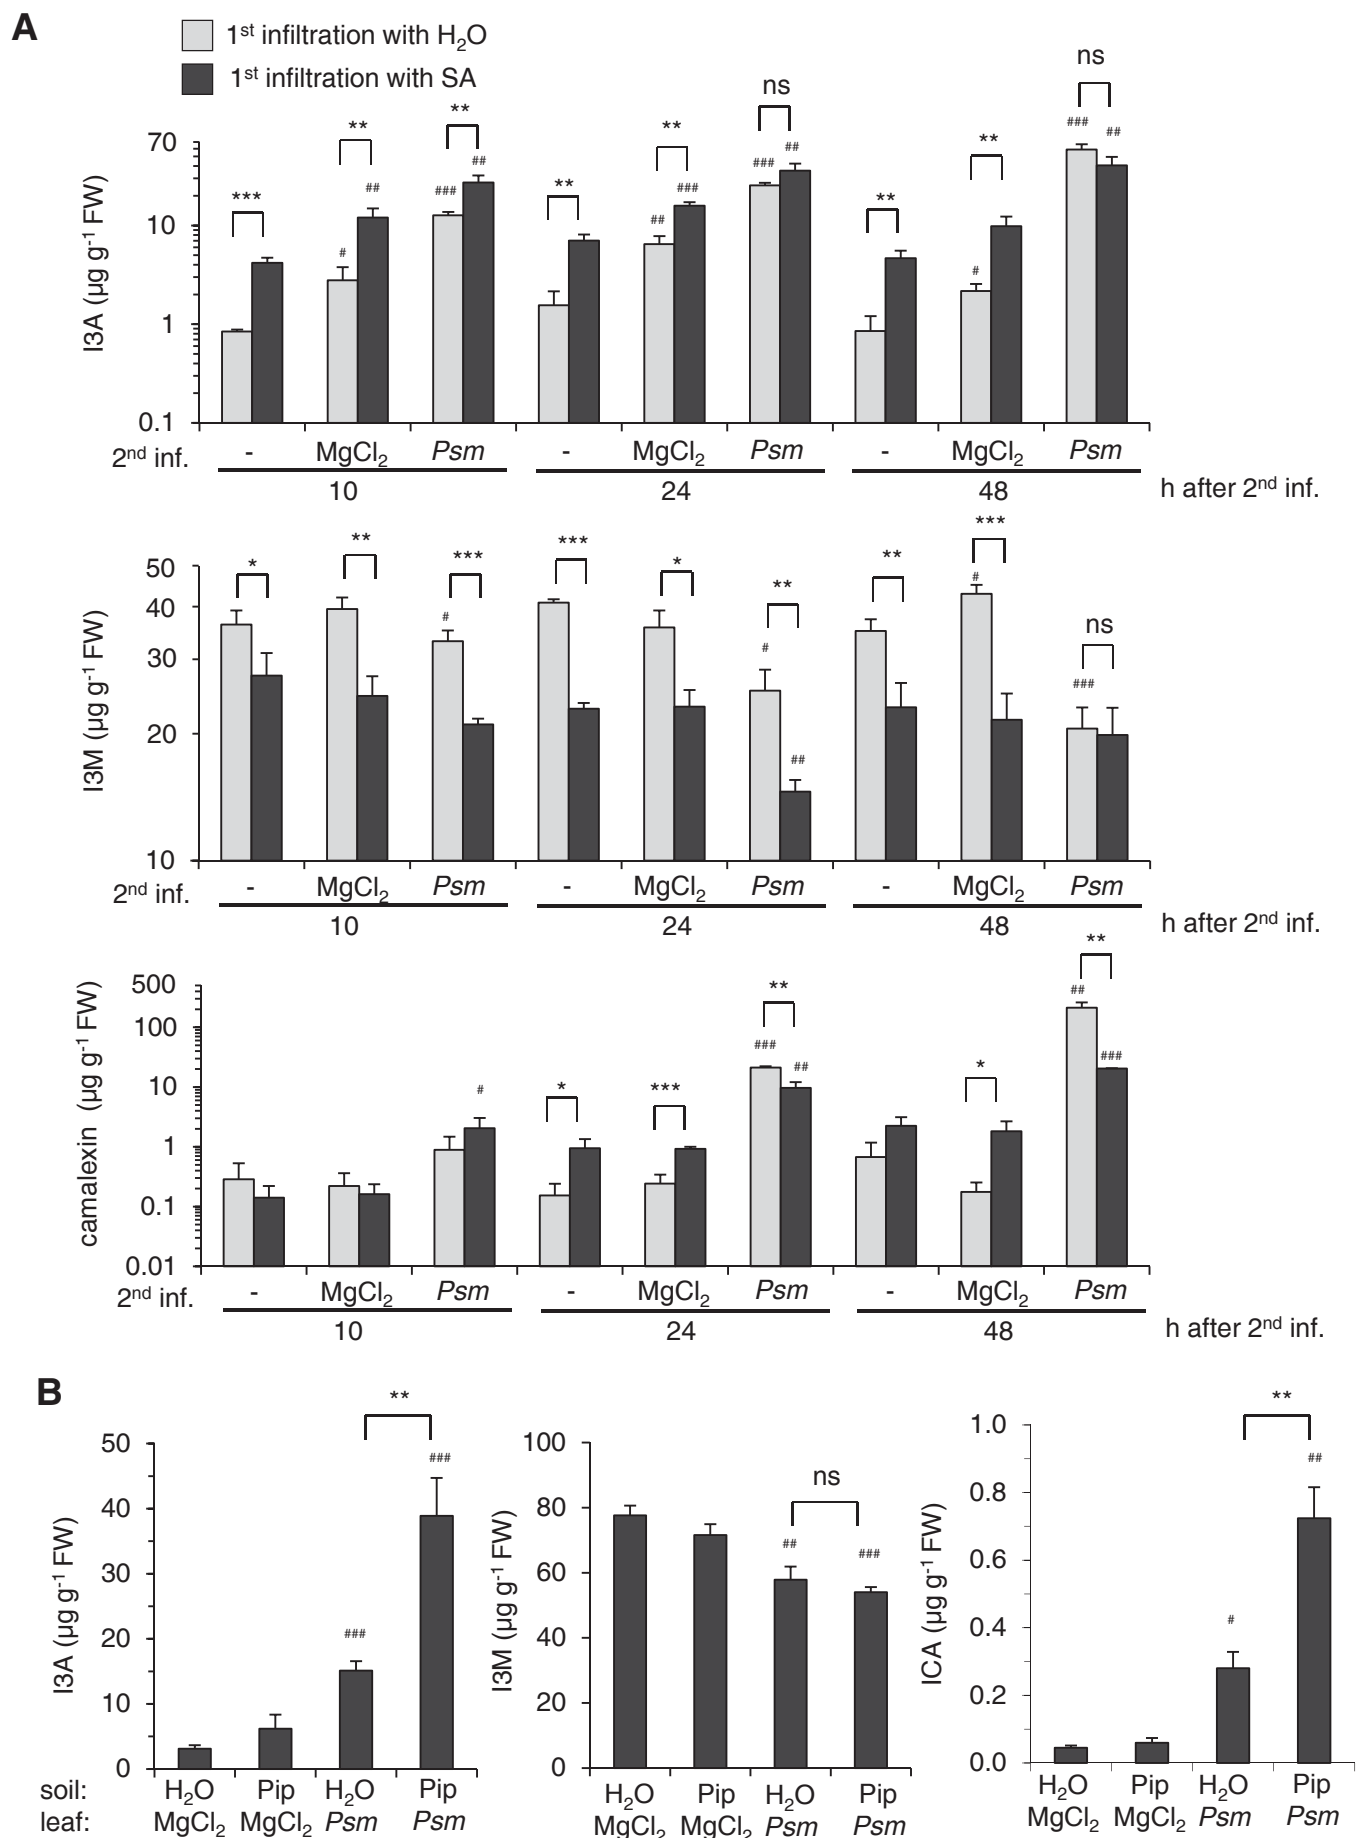 A
1st infiltration with H2O
1st infiltration with SA
I3A (µg g-1 FW)
70
10
1
0.1
***
**
**
**
**
ns
**
**
ns
#
##
###
##
##
###
###
##
#
###
##
2nd inf.
- MgCl2 Psm - MgCl2 Psm - MgCl2 Psm
10 24 48 h after 2nd inf.
I3M (µg g-1 FW)
50
40
30
20
10
*
**
***
***
*
**
**
***
ns
#
#
##
#
###
2nd inf.
- MgCl2 Psm - MgCl2 Psm - MgCl2 Psm
10 24 48 h after 2nd inf.
camalexin (µg g-1 FW)
500
100
10
1
0.1
0.01
#
*
***
**
###
##
*
**
##
###
2nd inf.
- MgCl2 Psm - MgCl2 Psm - MgCl2 Psm
10 24 48 h after 2nd inf.
B
I3A (µg g-1 FW)
50
40
30
20
10
0
**
###
###
soil: H2O Pip H2O Pip
leaf: MgCl2 MgCl2 Psm Psm
I3M (µg g-1 FW)
100
80
60
40
20
0
ns
##
###
H2O Pip H2O Pip
MgCl2 MgCl2 Psm Psm
ICA (µg g-1 FW)
1.0
0.8
0.6
0.4
0.2
0.0
**
#
##
H2O Pip H2O Pip
MgCl2 MgCl2 Psm Psm